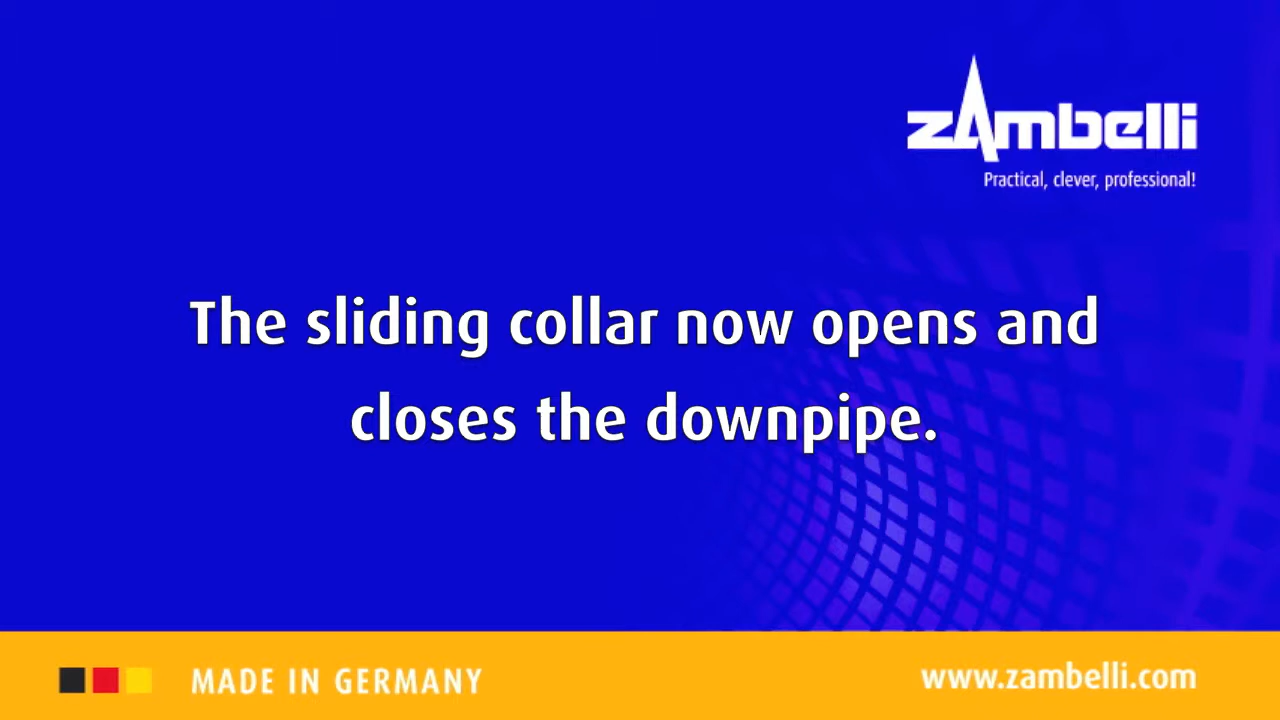 zambelli
Practical, clever, professional!
The sliding collar now opens and
closes the downpipe.
MADE IN GERMANY
www.zambelli.com